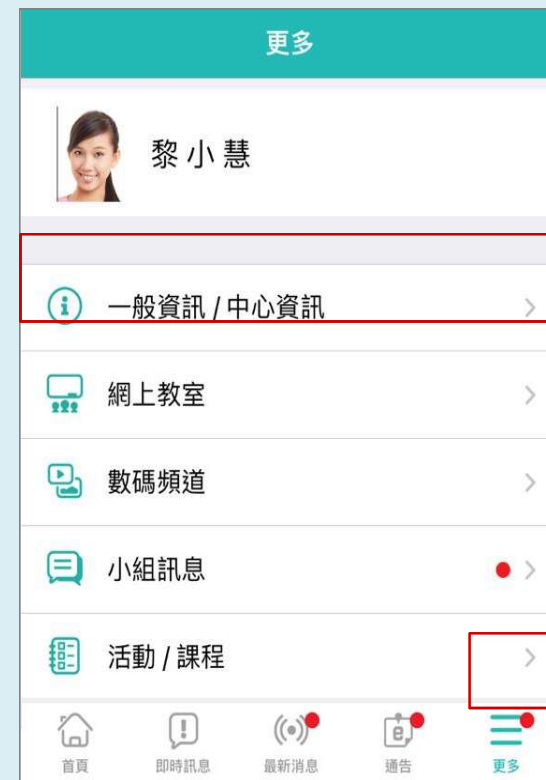 更多
黎小慧
一般資訊 / 中心資訊
網上教室
數碼頻道
小組訊息
活動 / 課程
首頁 即時訊息 最新消息 通告 更多